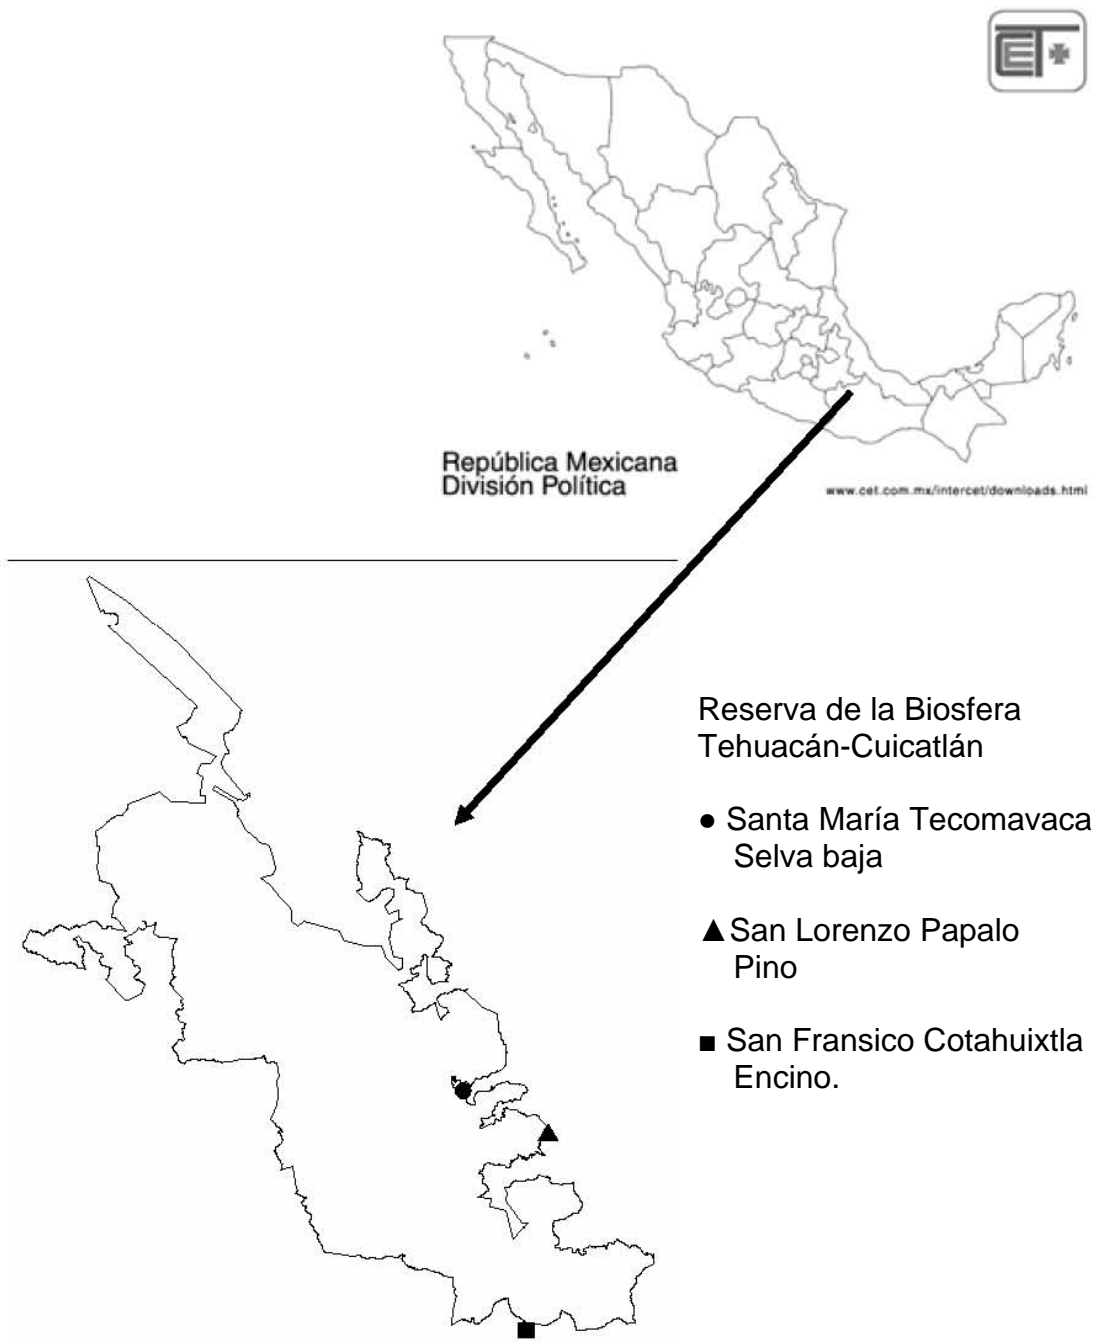 CET
República Mexicana
División Política
www.cet.com.mx/intercet/downloads.html
Reserva de la Biosfera
Tehuacán-Cuicatlán
● Santa María Tecomavaca
Selva baja
▲ San Lorenzo Papalo
Pino
■ San Fransico Cotahuixtla
Encino.